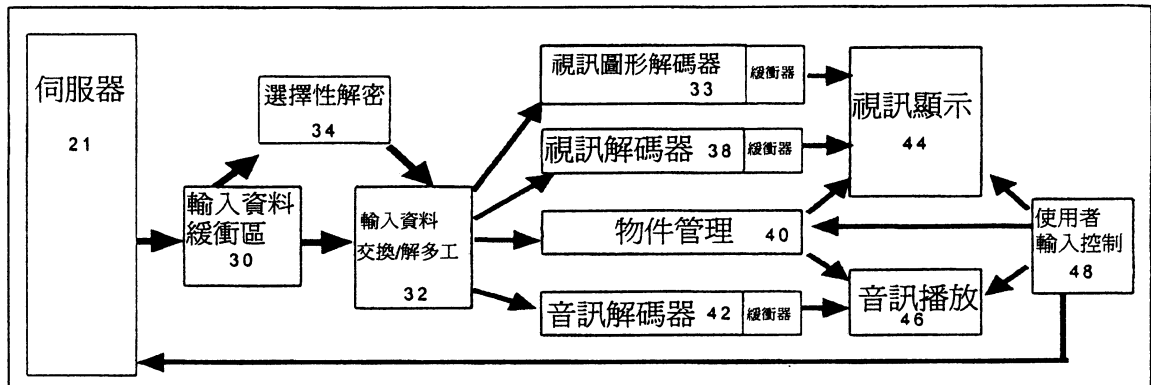 伺服器
21
選擇性解密
34
輸入資料
緩衝區
30
輸入資料
交換/解多工
32
視訊圖形解碼器
33
緩衝器
視訊解碼器 38
緩衝器
物件管理 40
音訊解碼器 42
緩衝器
視訊顯示
44
音訊播放
46
使用者
輸入控制
48